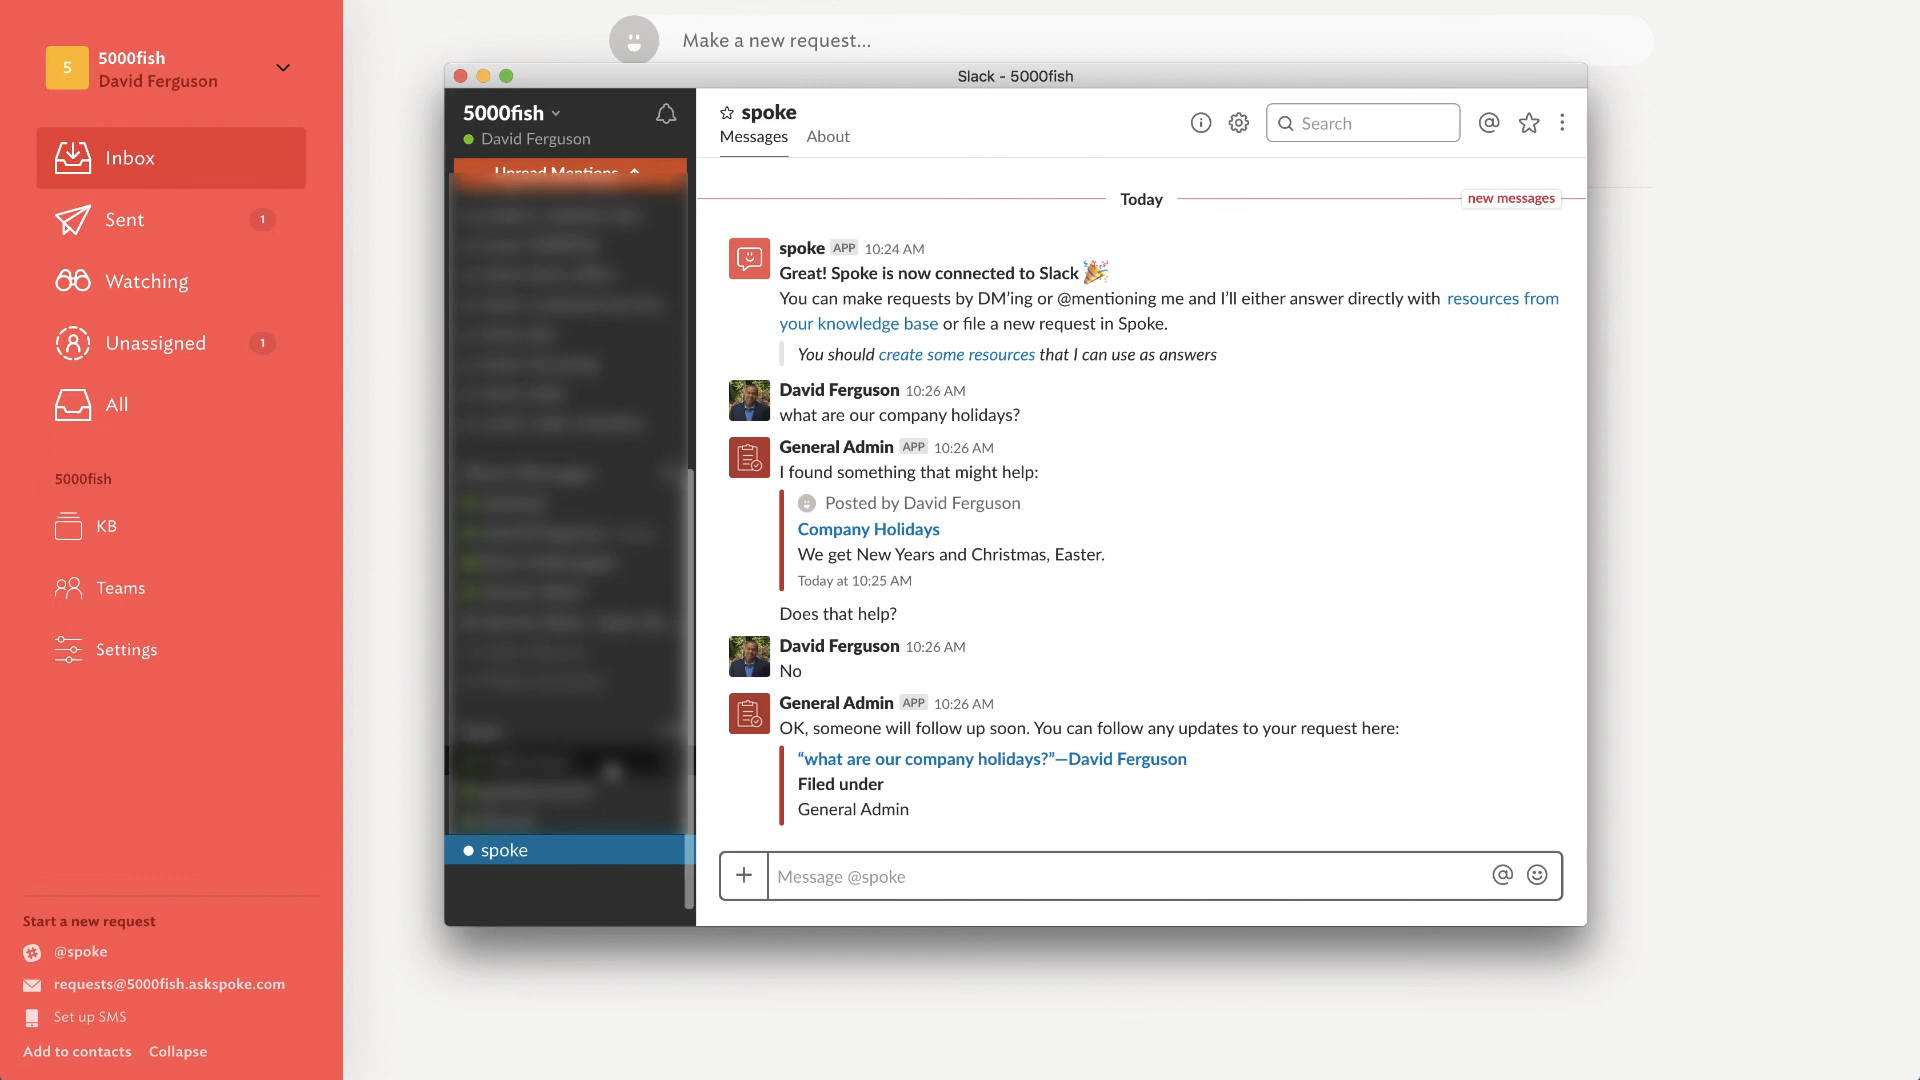 5
5000fish
David Ferguson
Inbox
Sent
1
Watching
Unassigned
1
All
5000fish
KB
Teams
Settings
Start a new request
@spoke
requests@5000fish.askspoke.com
Set up SMS
Add to contacts
Collapse
Make a new request...
Slack - 5000fish
5000fish
David Ferguson
Unread Mentions
spoke
spoke
Messages
About
Search
Today
new messages
spoke APP 10:24 AM
Great! Spoke is now connected to Slack
You can make requests by DM’ing or @mentioning me and I’ll either answer directly with resources from
your knowledge base or file a new request in Spoke.
You should create some resources that I can use as answers
David Ferguson 10:26 AM
what are our company holidays?
General Admin APP 10:26 AM
I found something that might help:
Posted by David Ferguson
Company Holidays
We get New Years and Christmas, Easter.
Today at 10:25 AM
Does that help?
David Ferguson 10:26 AM
No
General Admin APP 10:26 AM
OK, someone will follow up soon. You can follow any updates to your request here:
“what are our company holidays?”—David Ferguson
Filed under
General Admin
Message @spoke